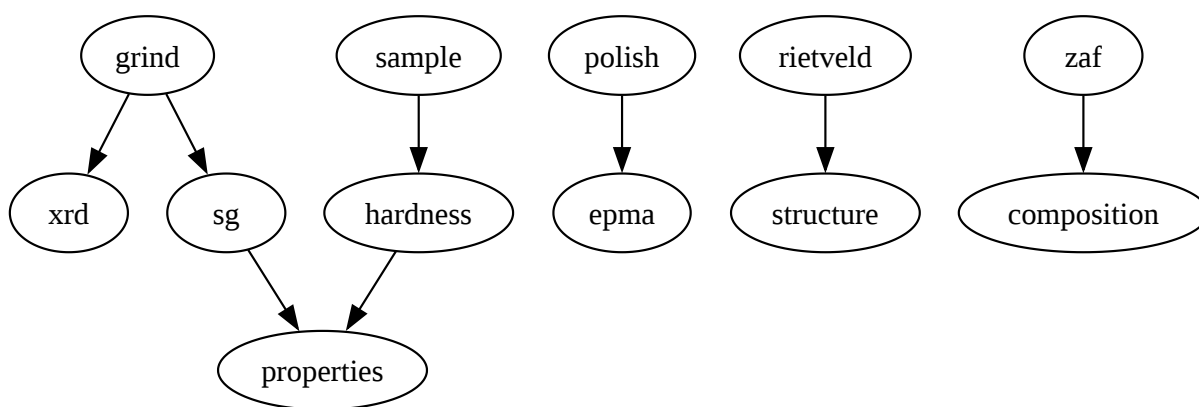 grind
sample
polish
rietveld
zaf
xrd
sg
hardness
epma
structure
composition
properties